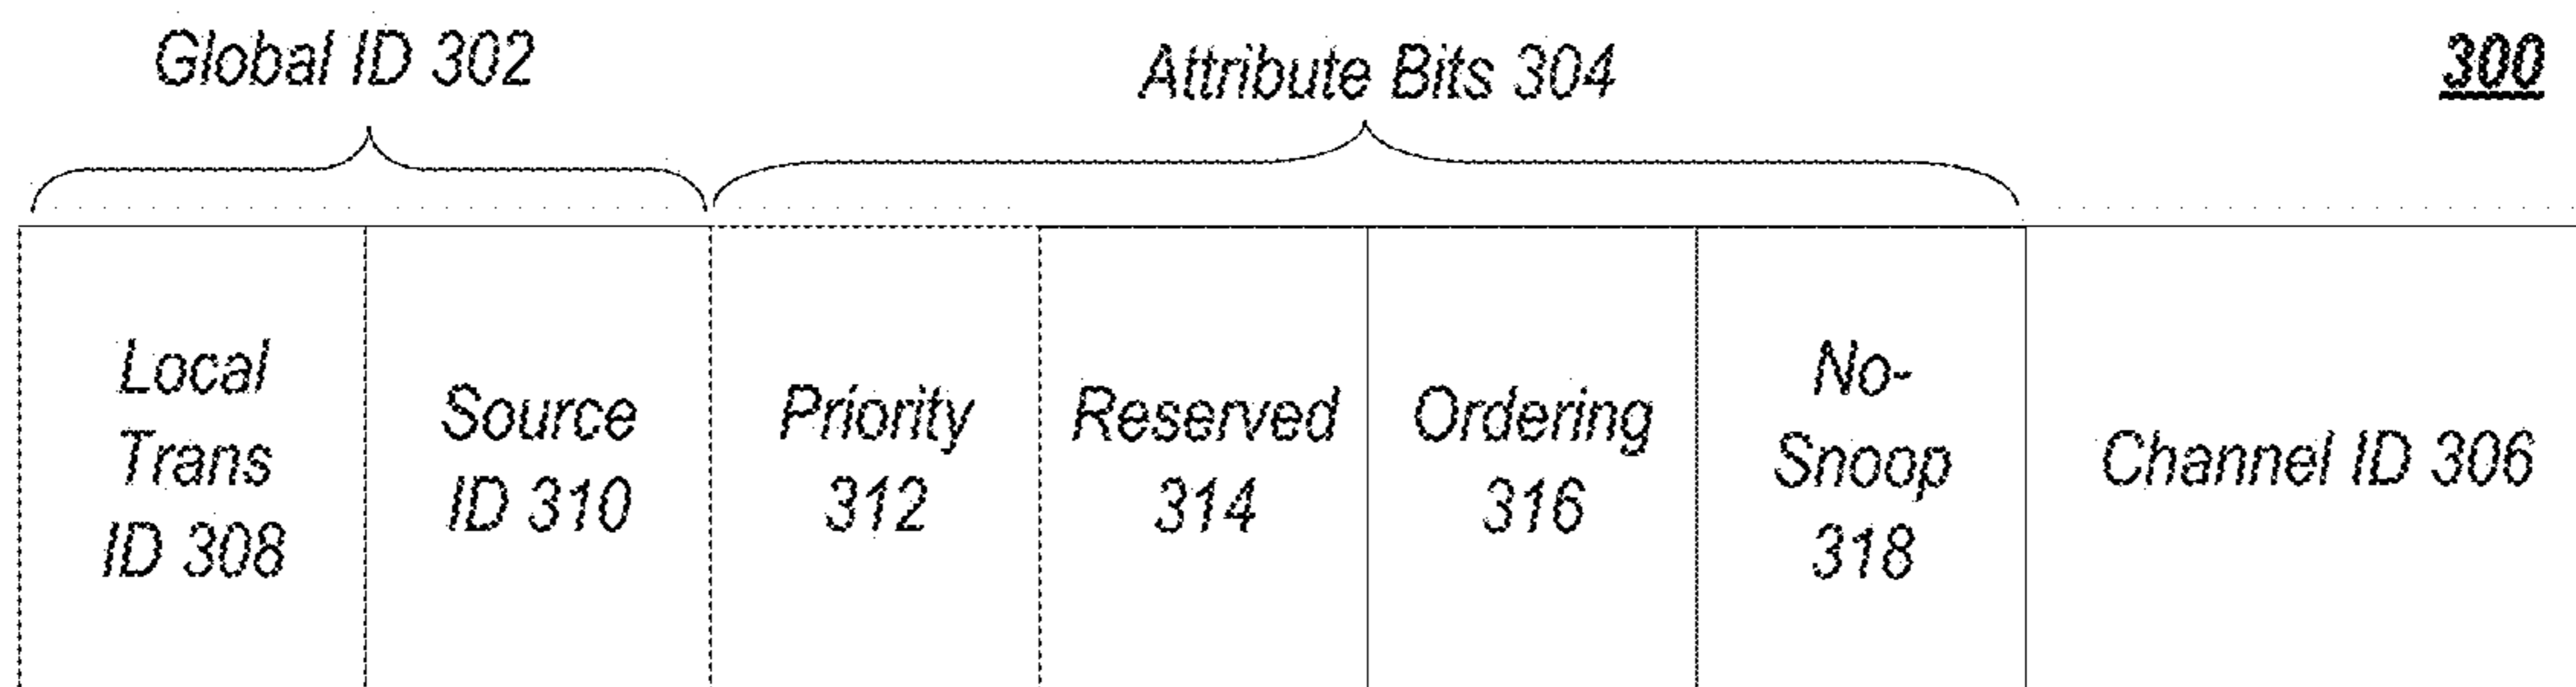 Global ID 302
Attribute Bits 304
300
Local
Trans
ID 308
Source
ID 310
Priority
312
Reserved
314
Ordering
316
No-
Snoop
318
Channel ID 306